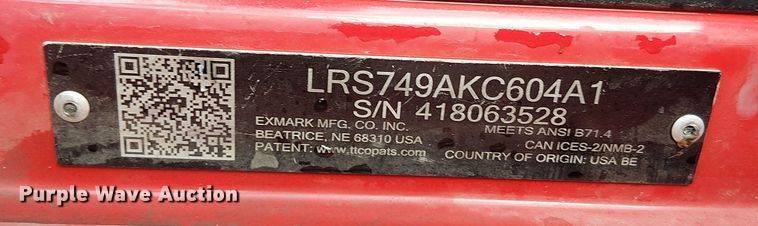 LRS749AKC604A1
S/N 418063528
EXMARK MFG. CO. INC.
MEETS ANSI B71.4
BEATRICE, NE 68310 USA
CAN ICES-2/NMB-2
PATENT: www.ttcopats.com
COUNTRY OF ORIGIN: USA BE
Purple Wave Auction